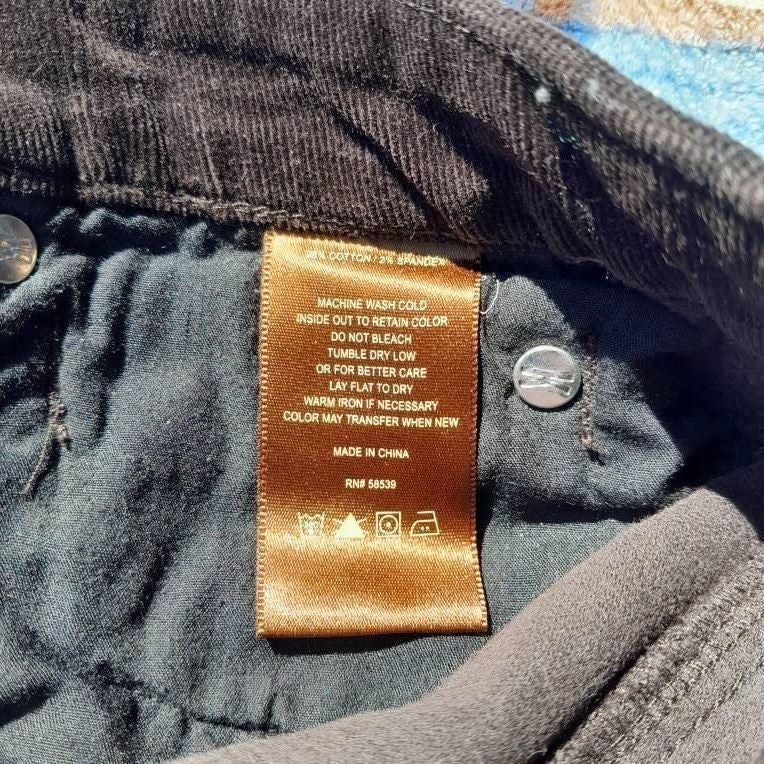 98% COTTON / 2% SPANDEX
MACHINE WASH COLD
INSIDE OUT TO RETAIN COLOR
DO NOT BLEACH
TUMBLE DRY LOW
OR FOR BETTER CARE
LAY FLAT TO DRY
WARM IRON IF NECESSARY
COLOR MAY TRANSFER WHEN NEW
MADE IN CHINA
RN# 58539